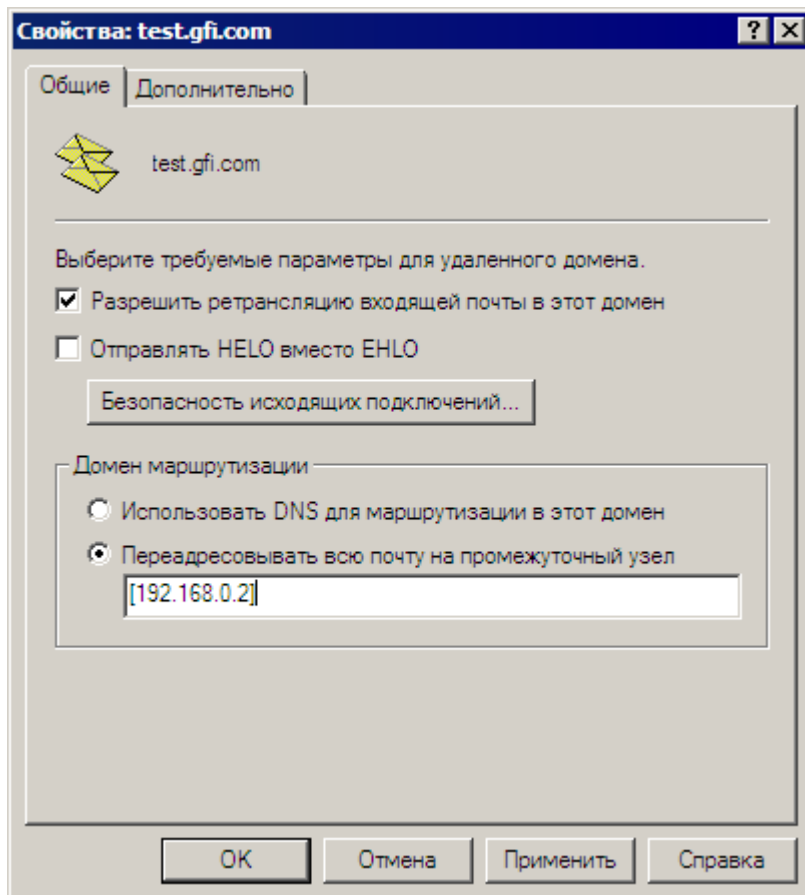 Свойства: test.gfi.com
Общие
Дополнительно
test.gfi.com
Выберите требуемые параметры для удаленного домена.
Разрешить ретрансляцию входящей почты в этот домен
Отправлять HELO вместо EHLO
Безопасность исходящих подключений...
Домен маршрутизации
Использовать DNS для маршрутизации в этот домен
Переадресовывать всю почту на промежуточный узел
[192.168.0.2]
OK
Отмена
Применить
Справка